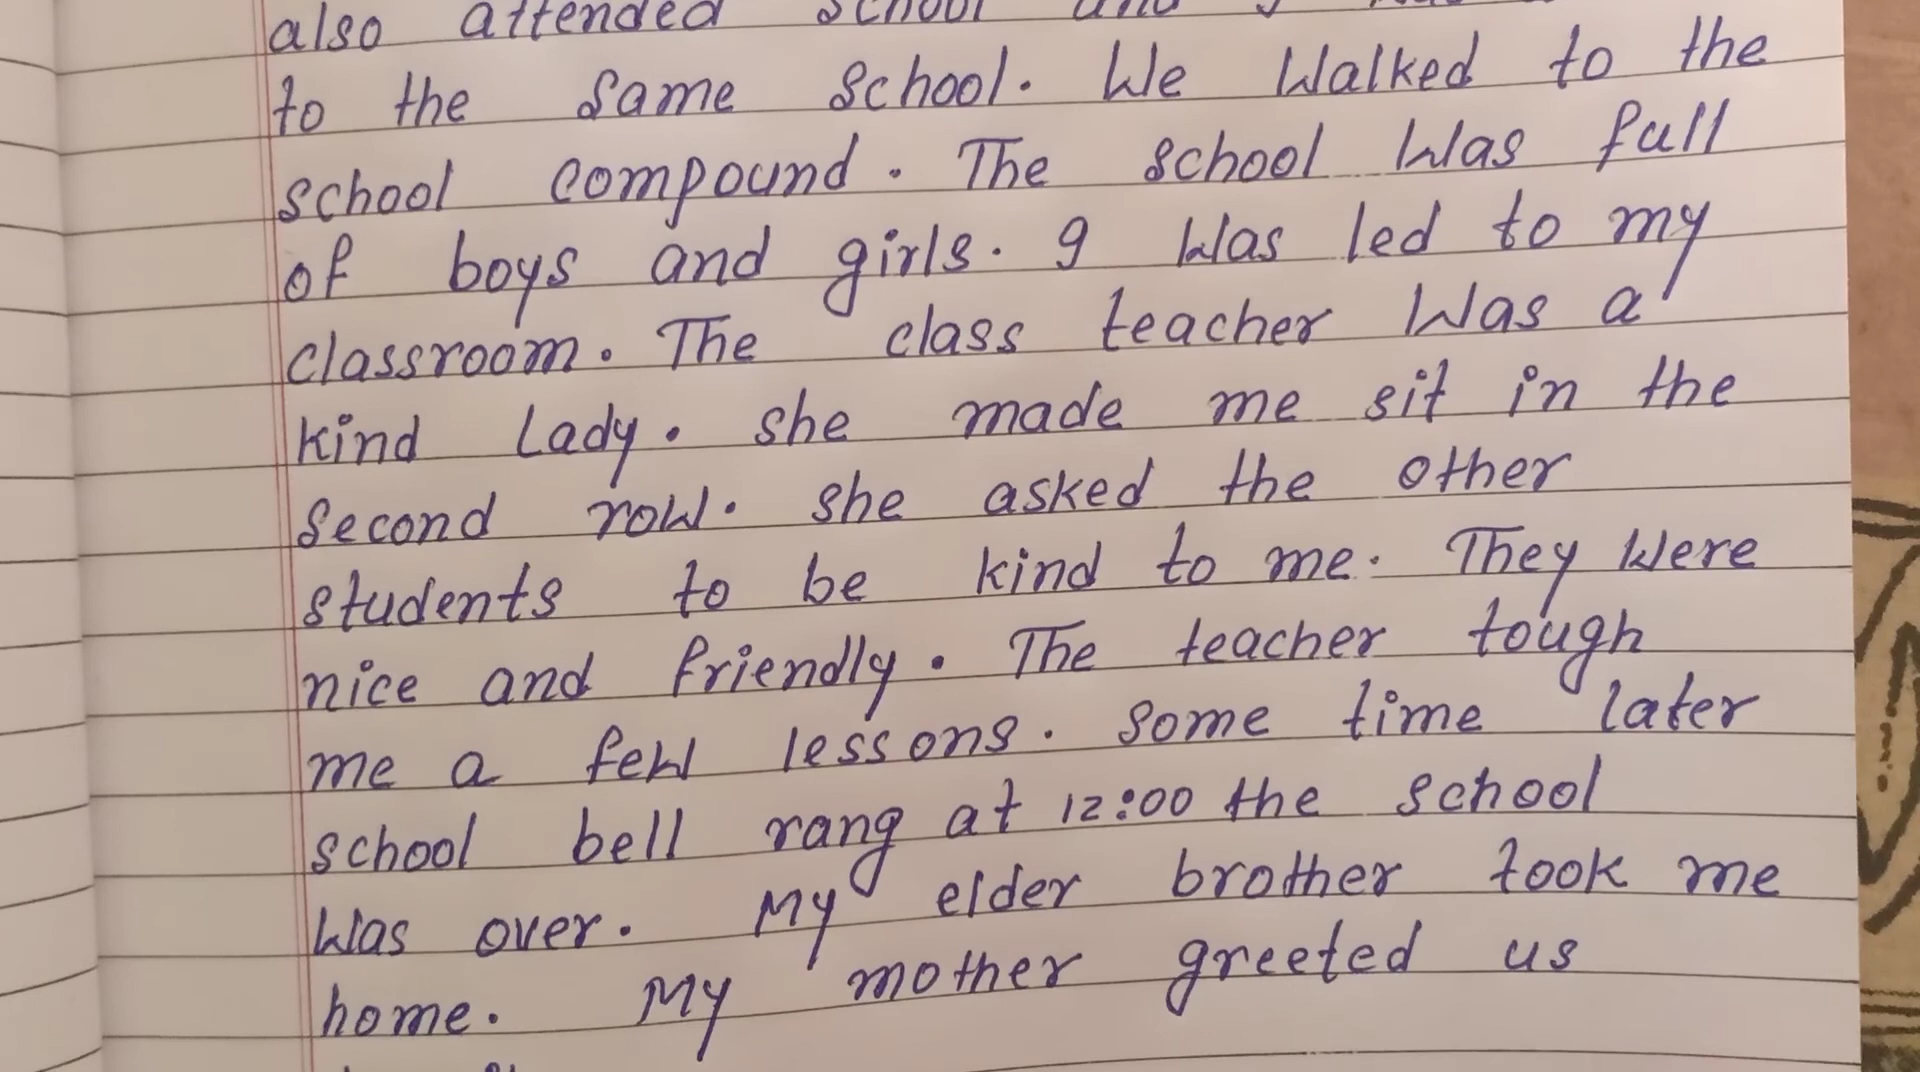 also attended school and I
to the same school. We Walked to the
school compound. The school Was full
of boys and girls. I Was led to my
classroom. The class teacher Was a
kind Lady. she made me sit in the
second row. she asked the other
students to be kind to me. They Were
nice and friendly. The teacher tough
me a few lessons. some time later
school bell rang at 12:00 the school
Was over. My elder brother took me
home. My mother greeted us